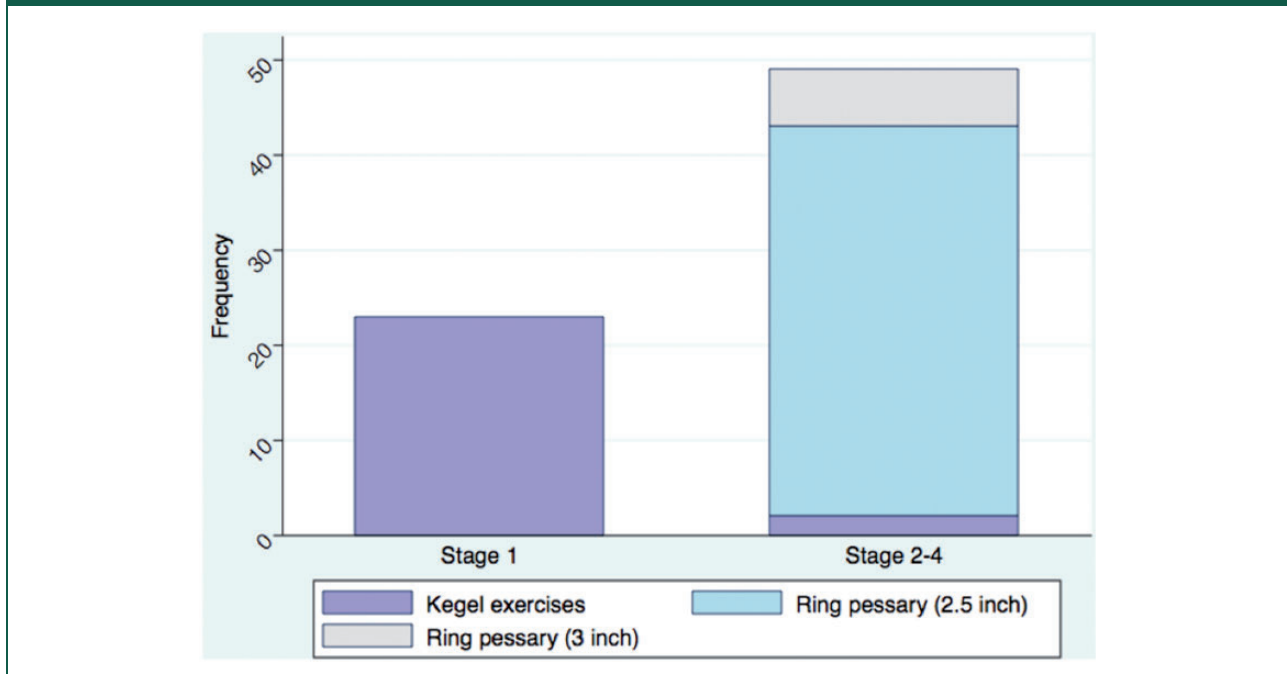 50
40
30
20
10
0
Frequency
Stage 1
Stage 2-4
Kegel exercises
Ring pessary (2.5 inch)
Ring pessary (3 inch)